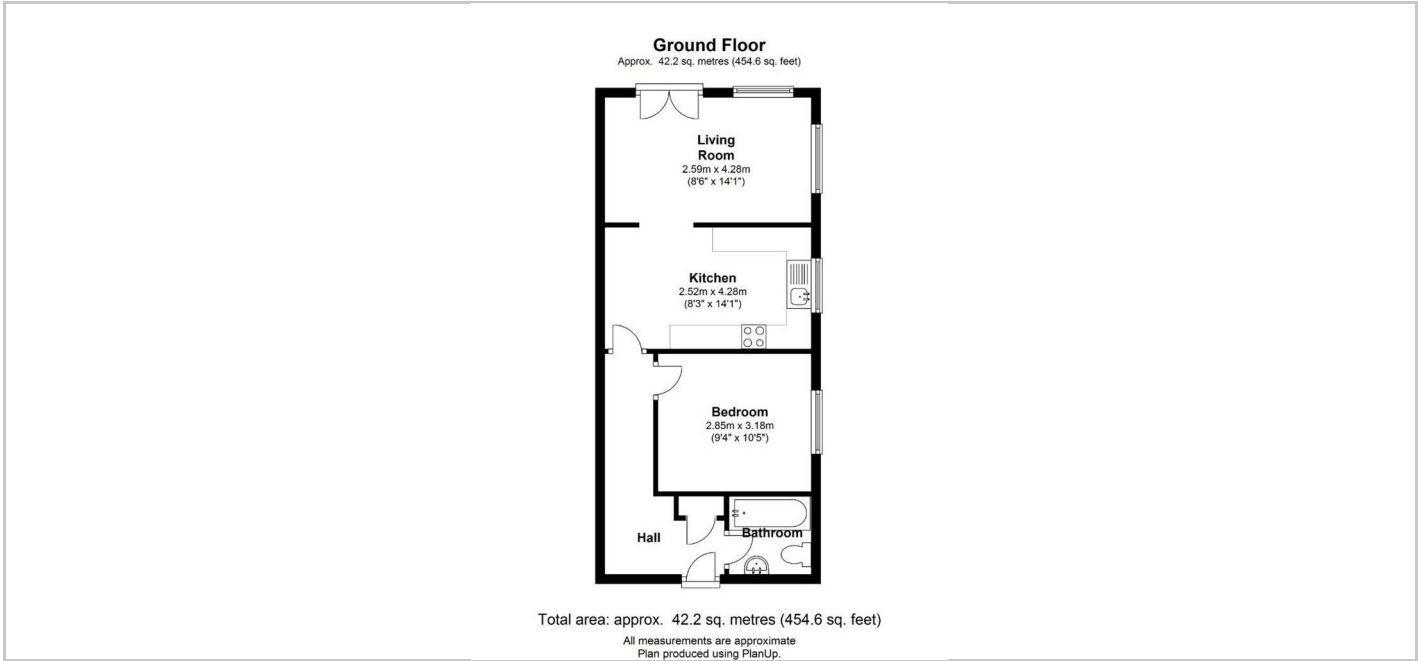 Ground Floor
Approx. 42.2 sq. metres (454.6 sq. feet)
Living
Room
2.59m x 4.28m
(8'6" x 14'1")
Kitchen
2.52m x 4.28m
(8'3" x 14'1")
Bedroom
2.85m x 3.18m
(9'4" x 10'5")
Hall
Bathroom
Total area: approx. 42.2 sq. metres (454.6 sq. feet)
All measurements are approximate
Plan produced using PlanUp.